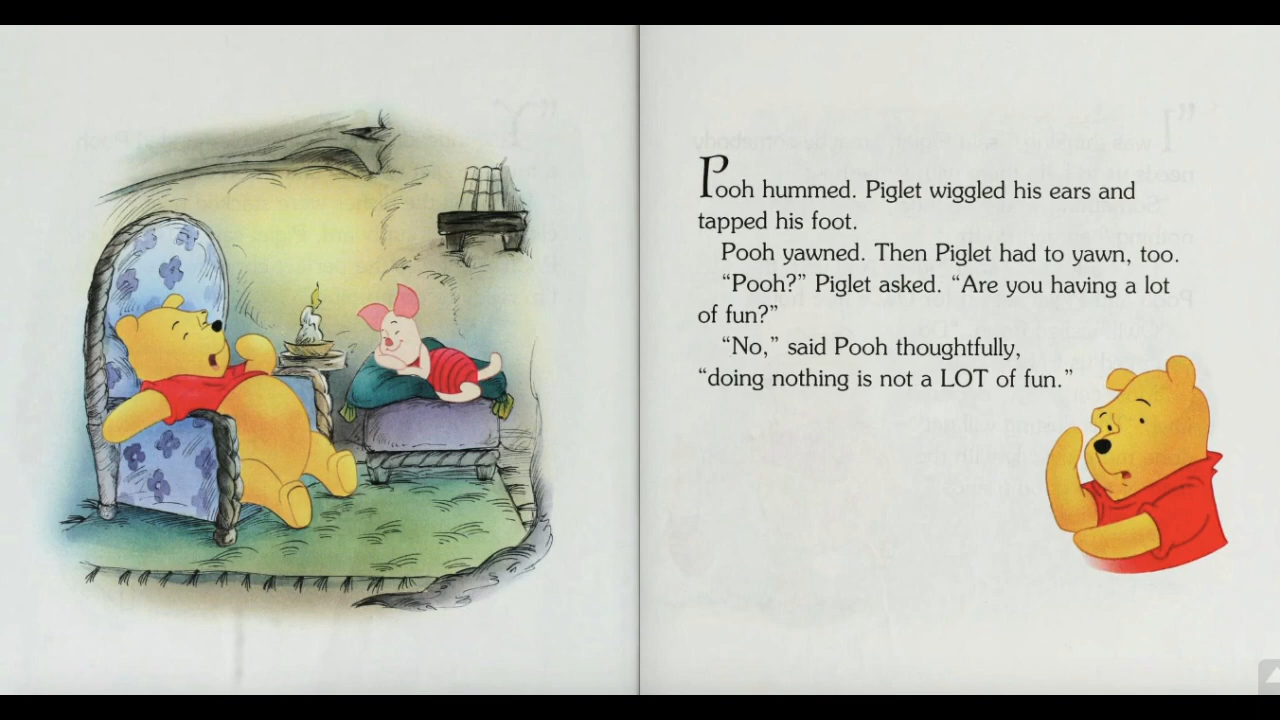 Pooh hummed. Piglet wiggled his ears and
tapped his foot.
Pooh yawned. Then Piglet had to yawn, too.
“Pooh?” Piglet asked. “Are you having a lot
of fun?”
“No,” said Pooh thoughtfully,
“doing nothing is not a LOT of fun.”